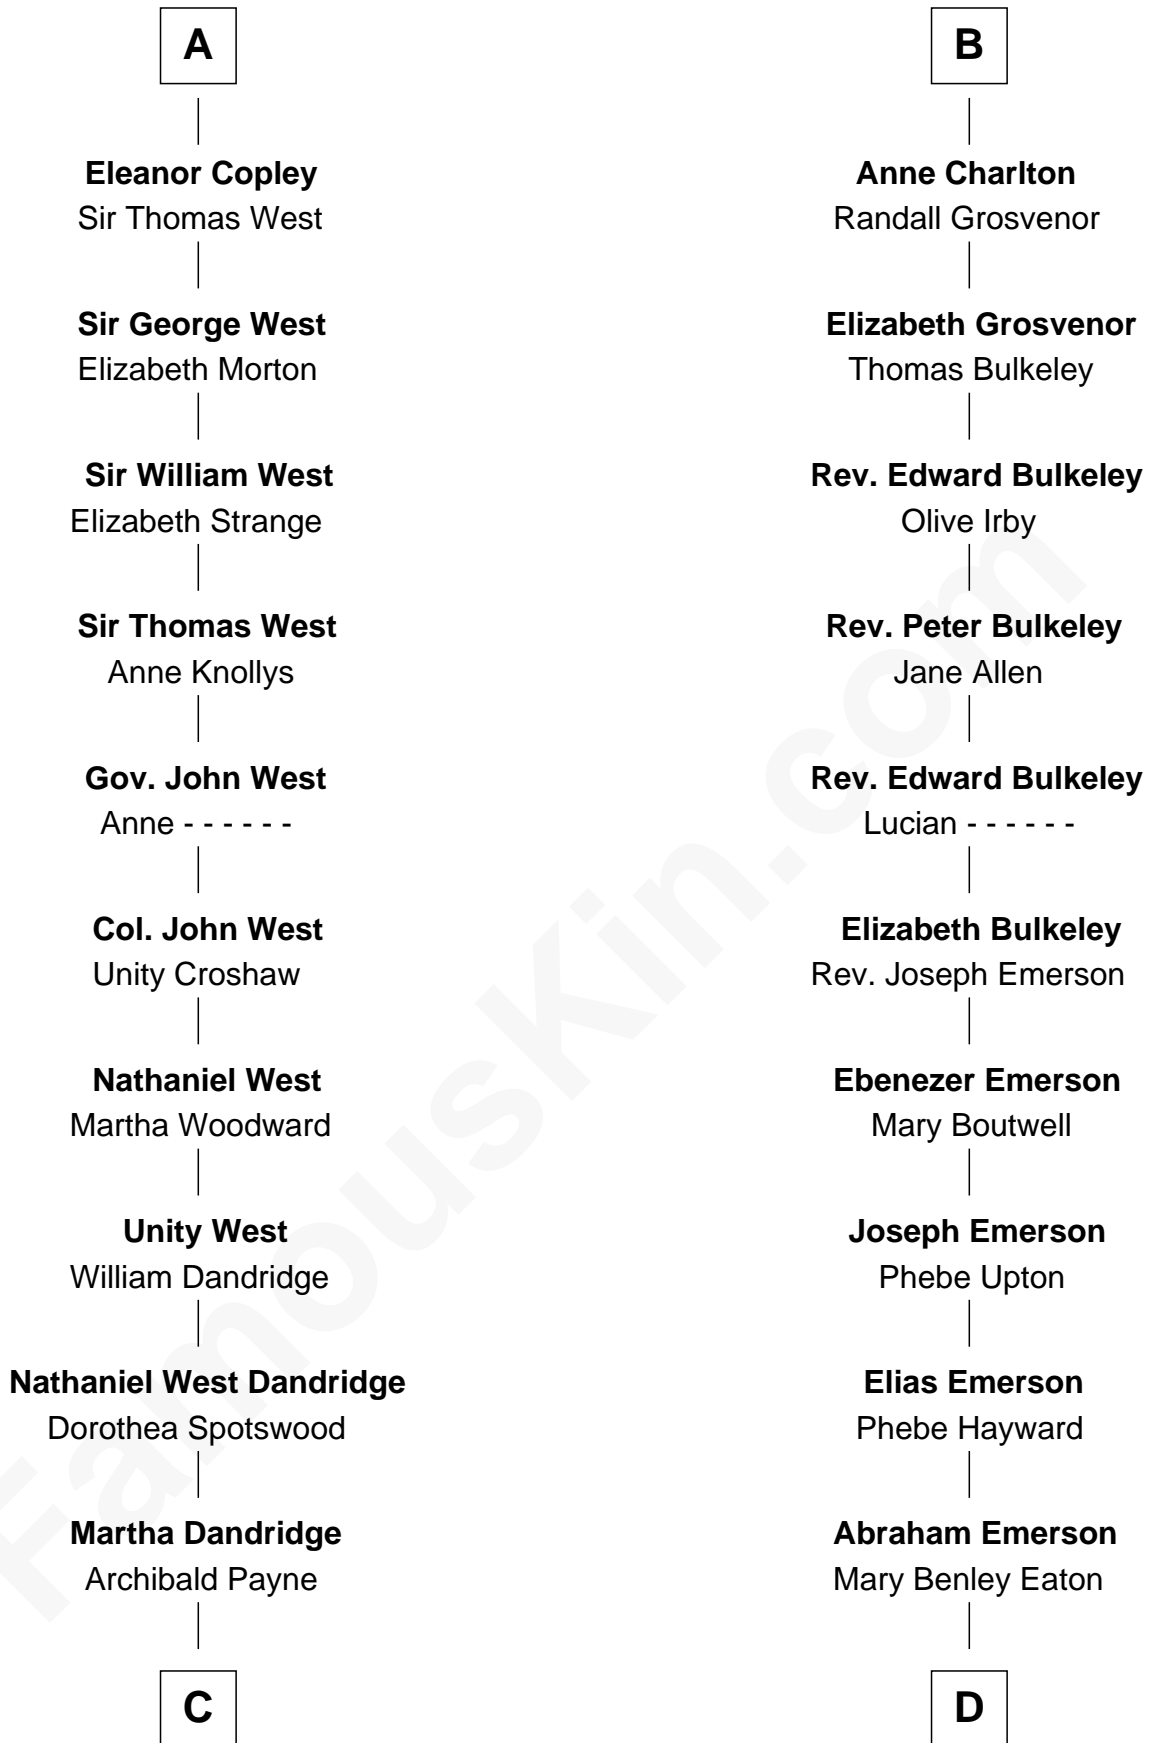 A
Eleanor Copley
Sir Thomas West
Sir George West
Elizabeth Morton
Sir William West
Elizabeth Strange
Sir Thomas West
Anne Knollys
Gov. John West
Anne - - - - - -
Col. John West
Unity Croshaw
Nathaniel West
Martha Woodward
Unity West
William Dandridge
Nathaniel West Dandridge
Dorothea Spotswood
Martha Dandridge
Archibald Payne
C
B
Anne Charlton
Randall Grosvenor
Elizabeth Grosvenor
Thomas Bulkeley
Rev. Edward Bulkeley
Olive Irby
Rev. Peter Bulkeley
Jane Allen
Rev. Edward Bulkeley
Lucian - - - - - -
Elizabeth Bulkeley
Rev. Joseph Emerson
Ebenezer Emerson
Mary Boutwell
Joseph Emerson
Phebe Upton
Elias Emerson
Phebe Hayward
Abraham Emerson
Mary Benley Eaton
D
FamousKin.com